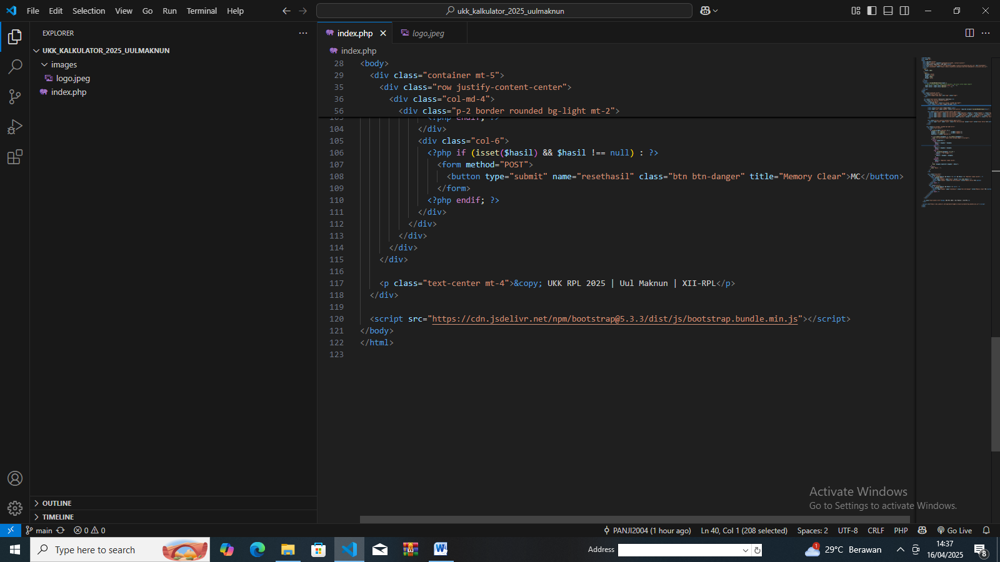 File Edit Selection View Go Run Terminal Help
ukk_kalkulator_2025_uulmaknun
EXPLORER
UKK_KALKULATOR_2025_UULMAKNUN
images
logo.jpeg
index.php
OUTLINE
TIMELINE
index.php
logo.jpeg
index.php
28 <body>
29 <div class="container mt-5">
35 <div class="row justify-content-center">
36 <div class="col-md-4">
56 <div class="p-2 border rounded bg-light mt-2">
103 <?php endif; ?>
104 </div>
105 <div class="col-6">
106 <?php if (isset($hasil) && $hasil !== null) : ?>
107 <form method="POST">
108 <button type="submit" name="resethasil" class="btn btn-danger" title="Memory Clear">MC</button>
109 </form>
110 <?php endif; ?>
111 </div>
112 </div>
113 </div>
114 </div>
115 </div>
116
117 <p class="text-center mt-4">&copy; UKK RPL 2025 | Uul Maknun | XII-RPL</p>
118 </div>
119
120 <script src="https://cdn.jsdelivr.net/npm/bootstrap@5.3.3/dist/js/bootstrap.bundle.min.js"></script>
121 </body>
122 </html>
123
Activate Windows
Go to Settings to activate Windows.
main 0 0 PANJI2004 (1 hour ago) Ln 40, Col 1 (208 selected) Spaces: 2 UTF-8 CRLF PHP Go Live
Type here to search
Address
1
29°C Berawan
14:37
16/04/2025
8